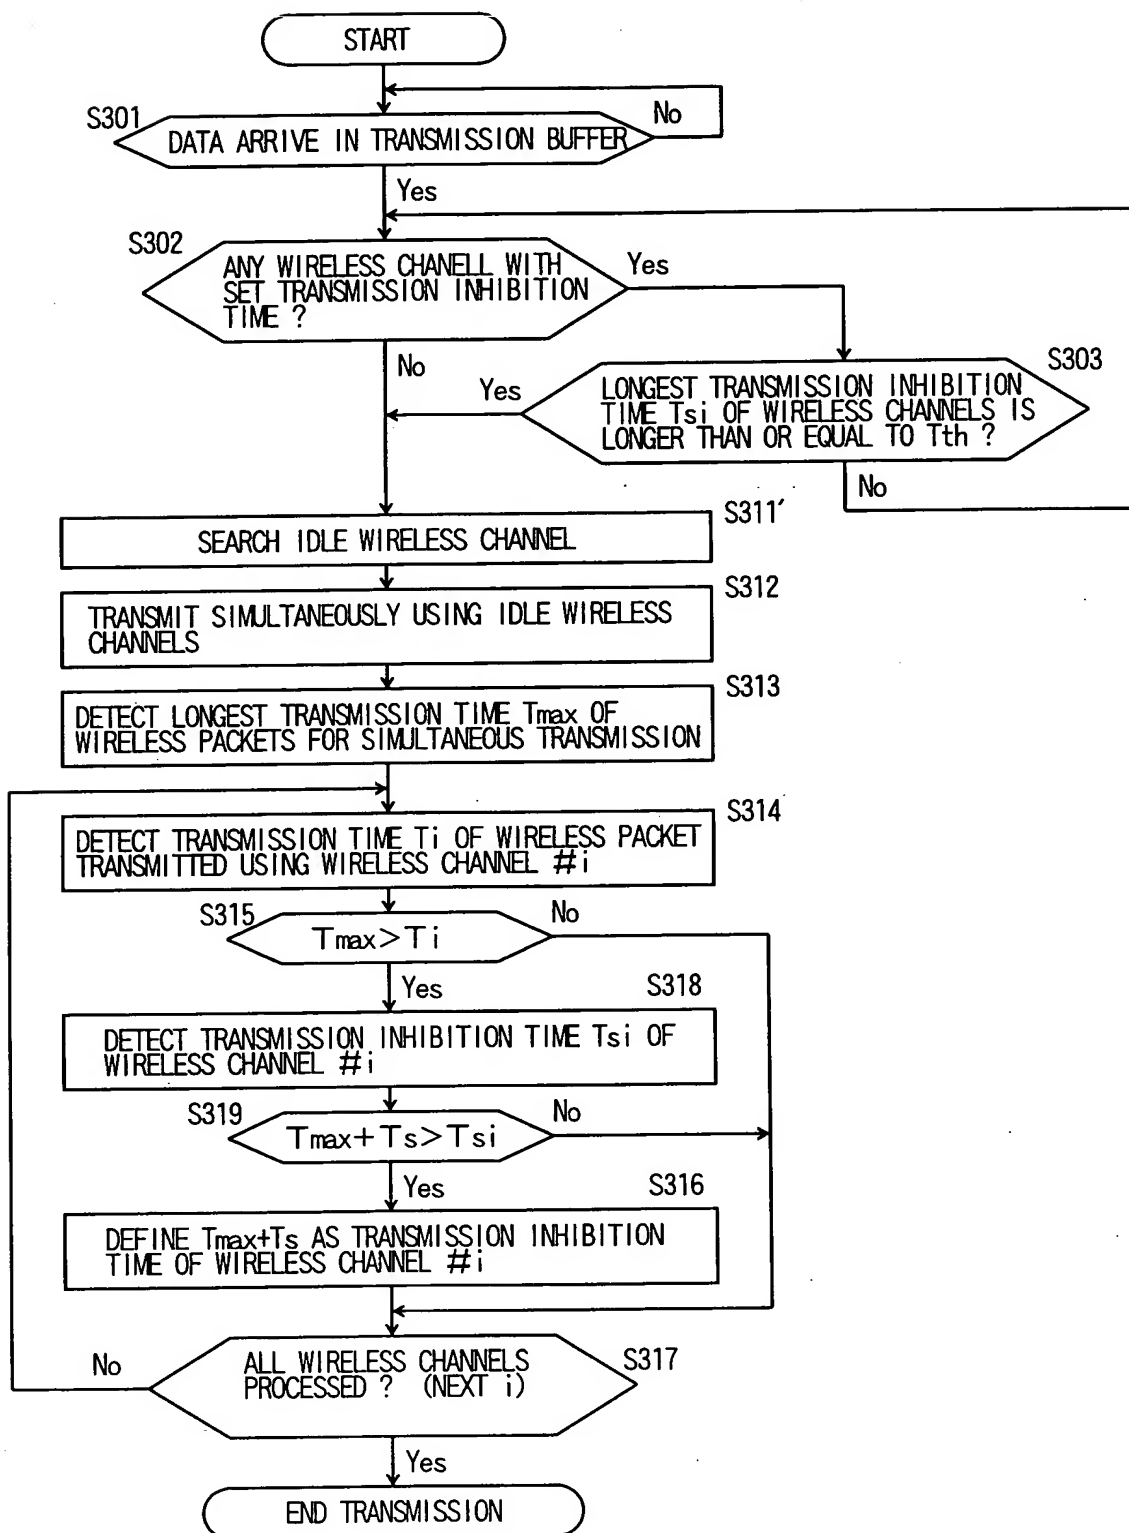 START
S301
DATA ARRIVE IN TRANSMISSION BUFFER
No
Yes
S302
ANY WIRELESS CHANELL WITH
SET TRANSMISSION INHIBITION
TIME ?
Yes
No
S303
LONGEST TRANSMISSION INHIBITION
TIME Tsi OF WIRELESS CHANNELS IS
LONGER THAN OR EQUAL TO Tth ?
Yes
No
S311′
SEARCH IDLE WIRELESS CHANNEL
S312
TRANSMIT SIMULTANEOUSLY USING IDLE WIRELESS
CHANNELS
S313
DETECT LONGEST TRANSMISSION TIME Tmax OF
WIRELESS PACKETS FOR SIMULTANEOUS TRANSMISSION
S314
DETECT TRANSMISSION TIME Ti OF WIRELESS PACKET
TRANSMITTED USING WIRELESS CHANNEL #i
S315
Tmax>Ti
No
Yes
S318
DETECT TRANSMISSION INHIBITION TIME Tsi OF
WIRELESS CHANNEL #i
S319
Tmax+Ts>Tsi
No
Yes
S316
DEFINE Tmax+Ts AS TRANSMISSION INHIBITION
TIME OF WIRELESS CHANNEL #i
S317
ALL WIRELESS CHANNELS
PROCESSED ? (NEXT i)
No
Yes
END TRANSMISSION